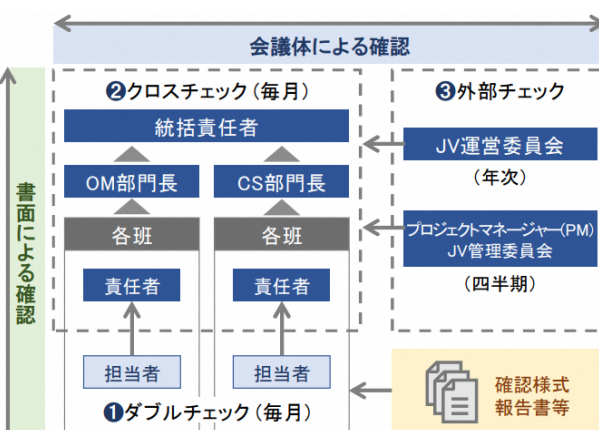 会議体による確認
❷クロスチェック(毎月)
❸外部チェック
統括責任者
JV運営委員会
(年次)
OM部門長
CS部門長
各班
各班
プロジェクトマネージャー(PM)
JV管理委員会
(四半期)
責任者
責任者
書面による確認
担当者
担当者
❶ダブルチェック(毎月)
確認様式
報告書等